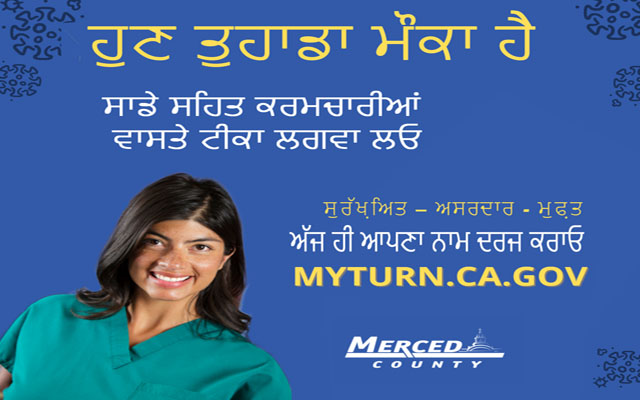 ਹੁਣ ਤੁਹਾਡਾ ਮੌਕਾ ਹੈ
ਸਾਡੇ ਸਹਿਤ ਕਰਮਚਾਰੀਆਂ
ਵਾਸਤੇ ਟੀਕਾ ਲਗਵਾ ਲਓ
ਸੁਰੱਖ਼ਿਅਤ – ਅਸਰਦਾਰ - ਮੁਫ਼ਤ
ਅੱਜ ਹੀ ਆਪਣਾ ਨਾਮ ਦਰਜ ਕਰਾਓ
MYTURN.CA.GOV
MERCED
COUNTY